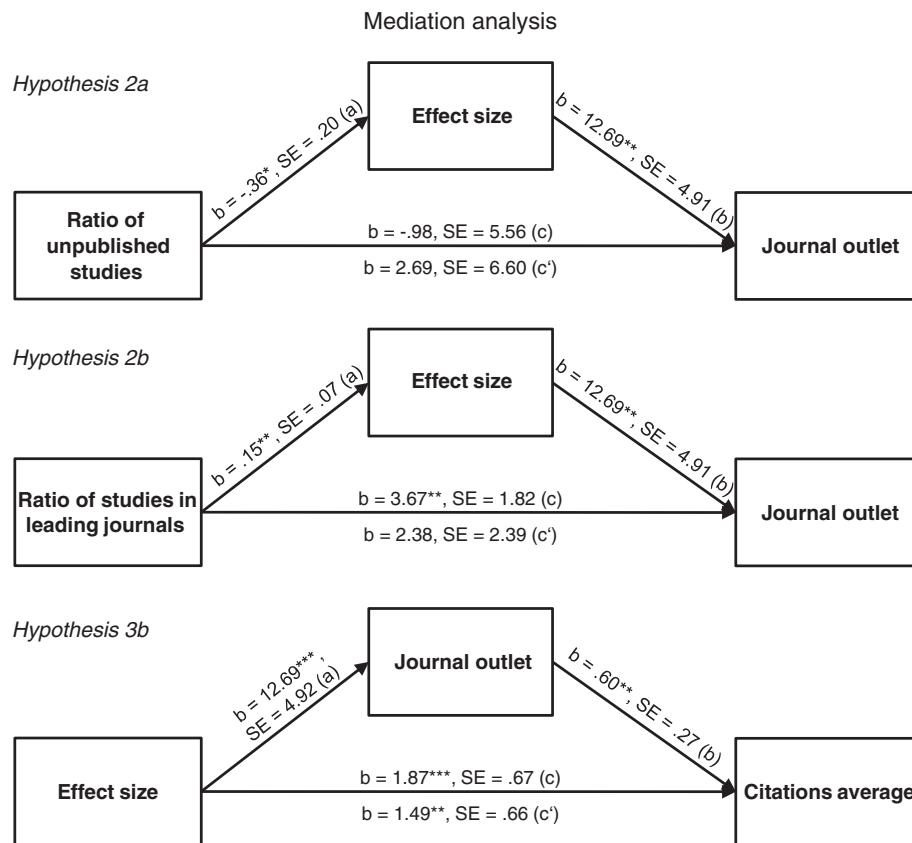 Mediation analysis
Hypothesis 2a
Effect size
b = -.36*, SE = .20 (a)
b = 12.69**, SE = 4.91 (b)
Ratio of
unpublished
studies
b = -.98, SE = 5.56 (c)
b = 2.69, SE = 6.60 (c‘)
Journal outlet
Hypothesis 2b
Effect size
b = .15**, SE = .07 (a)
b = 12.69**, SE = 4.91 (b)
Ratio of studies in
leading journals
b = 3.67**, SE = 1.82 (c)
b = 2.38, SE = 2.39 (c‘)
Journal outlet
Hypothesis 3b
Journal outlet
b = 12.69***,
SE = 4.92 (a)
b = .60**, SE = .27 (b)
Effect size
b = 1.87***, SE = .67 (c)
b = 1.49**, SE = .66 (c‘)
Citations average